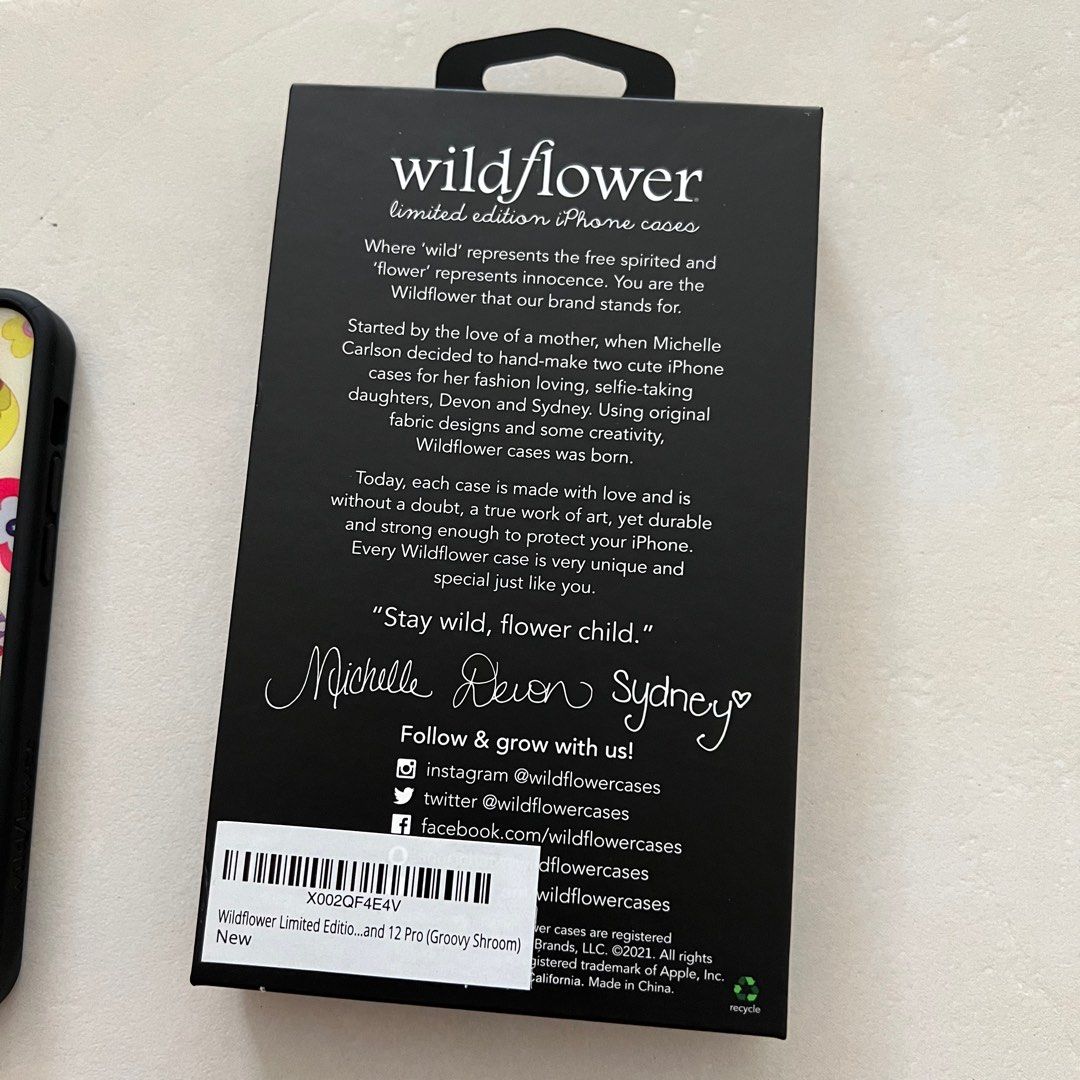 wildflower
limited edition iPhone cases
Where 'wild' represents the free spirited and
'flower' represents innocence. You are the
Wildflower that our brand stands for.
Started by the love of a mother, when Michelle
Carlson decided to hand-make two cute iPhone
cases for her fashion loving, selfie-taking
daughters, Devon and Sydney. Using original
fabric designs and some creativity,
Wildflower cases was born.
Today, each case is made with love and is
without a doubt, a true work of art, yet durable
and strong enough to protect your iPhone.
Every Wildflower case is very unique and
special just like you.
"Stay wild, flower child."
Michelle Devon Sydney
Follow & grow with us!
instagram @wildflowercases
twitter @wildflowercases
facebook.com/wildflowercases
dflowercases
wildflowercases
X002QF4E4V
Wildflower Limited Editio...and 12 Pro (Groovy Shroom)
New
wer cases are registered
Brands, LLC. ©2021. All rights
gistered trademark of Apple, Inc.
California. Made in China.
recycle